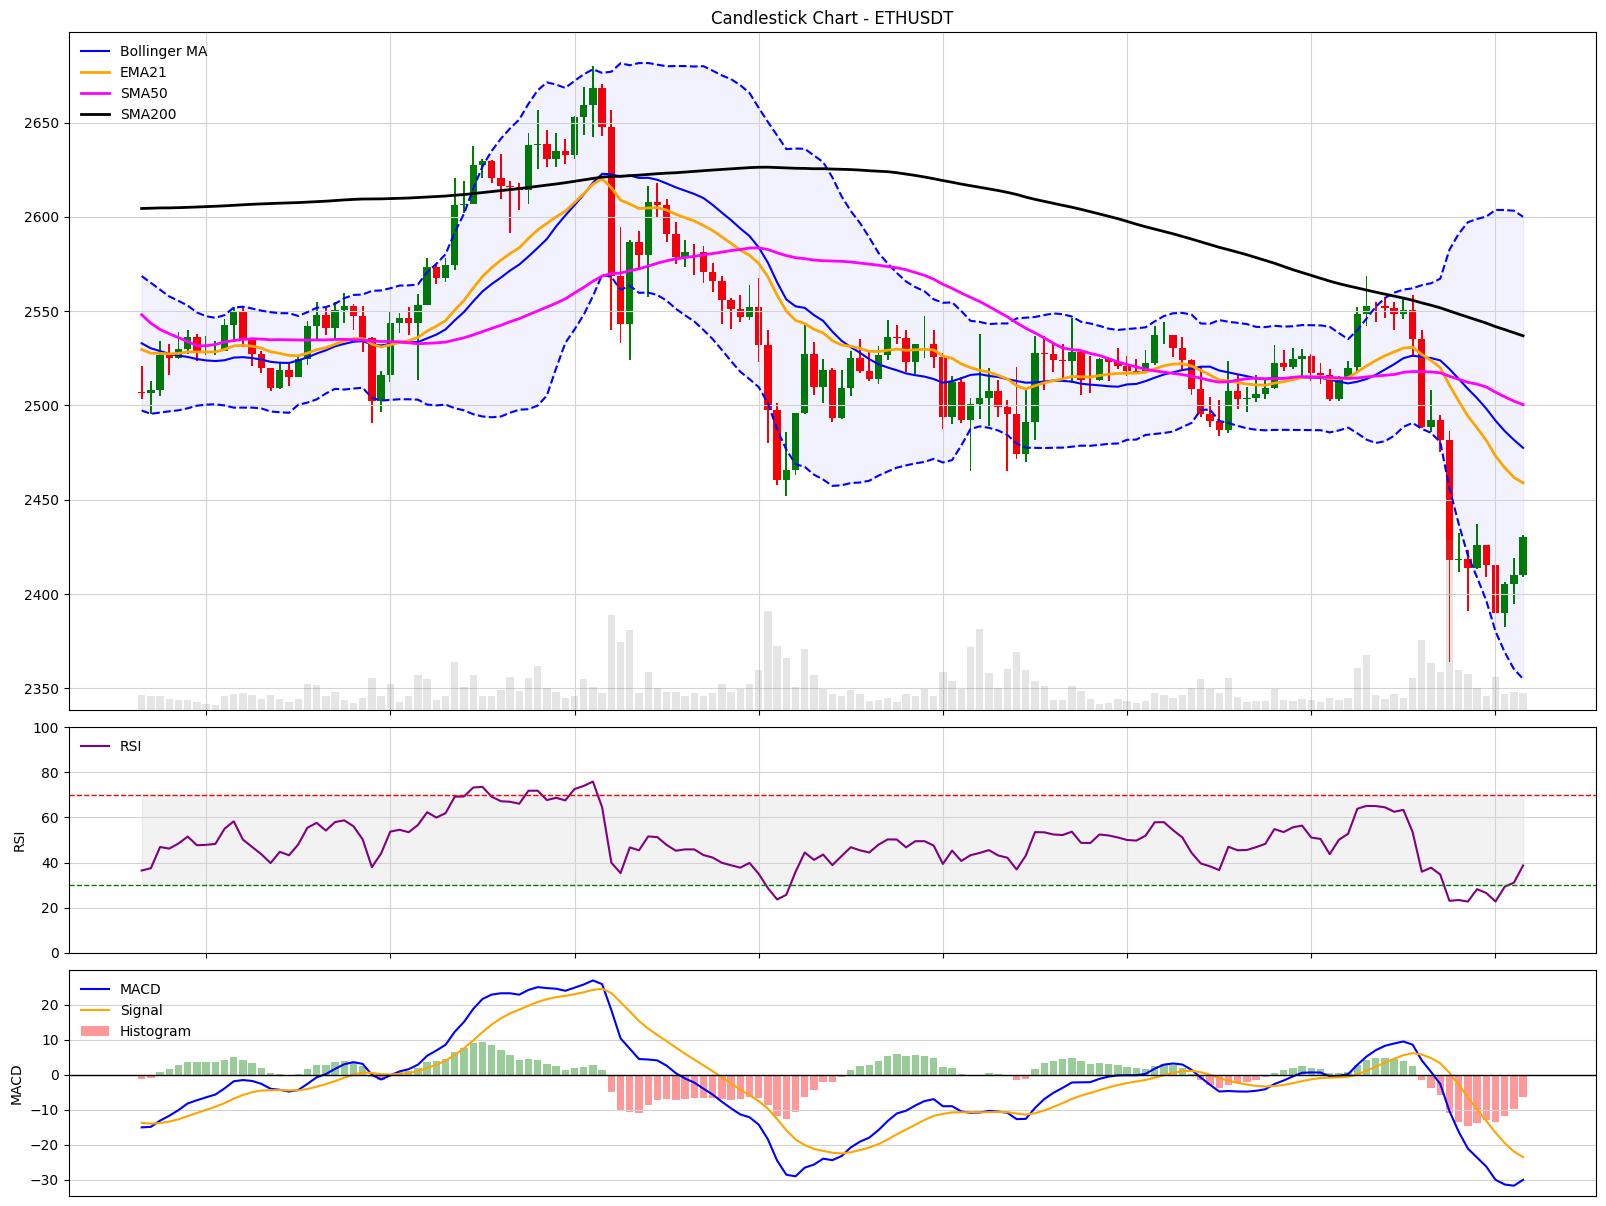 Candlestick Chart - ETHUSDT
Bollinger MA
EMA21
SMA50
SMA200
2650
2600
2550
2500
2450
2400
2350
100
80
60
40
20
0
RSI
RSI
20
10
0
−10
−20
−30
MACD
MACD
Signal
Histogram